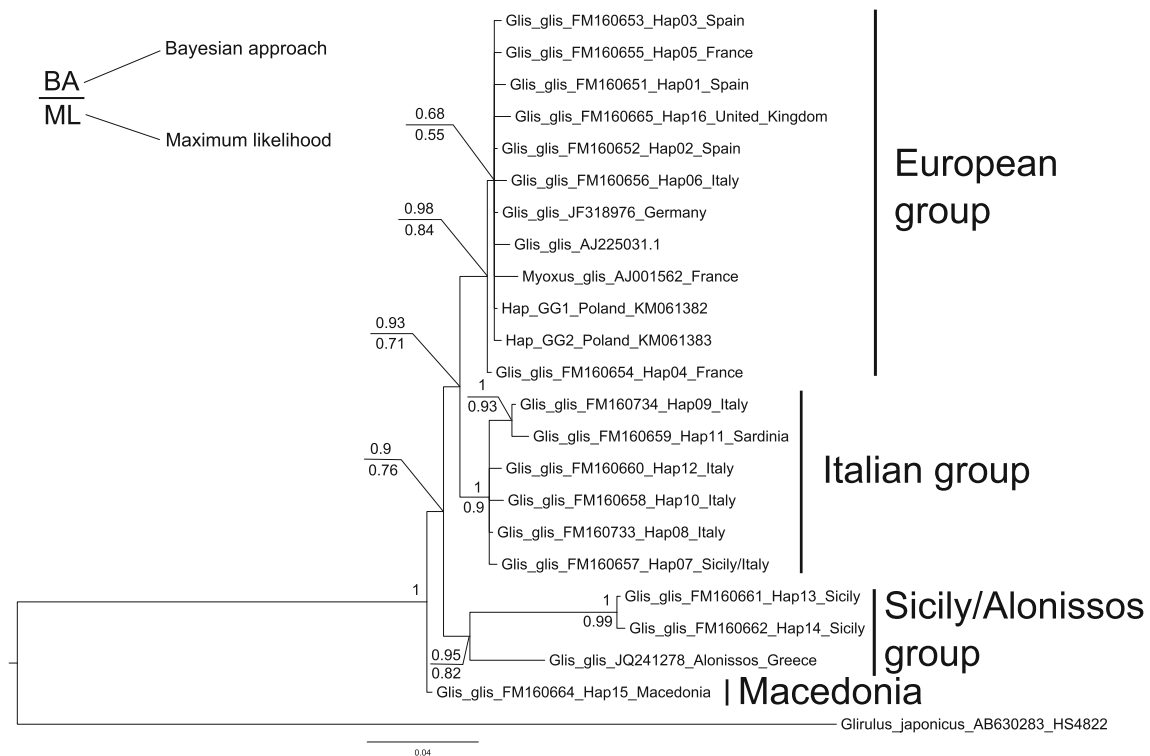 Glis_glis_FM160653_Hap03_Spain
Bayesian approach
Glis_glis_FM160655_Hap05_France
BA
Glis_glis_FM160651_Hap01_Spain
ML
0.68
Glis_glis_FM160665_Hap16_United_Kingdom
0.55
Maximum likelihood
Glis_glis_FM160652_Hap02_Spain
European
group
Glis_glis_FM160656_Hap06_Italy
0.98
Glis_glis_JF318976_Germany
0.84
Glis_glis_AJ225031.1
Myoxus_glis_AJ001562_France
Hap_GG1_Poland_KM061382
0.93
0.71
Hap_GG2_Poland_KM061383
Glis_glis_FM160654_Hap04_France
1
0.93
Glis_glis_FM160734_Hap09_Italy
Glis_glis_FM160659_Hap11_Sardinia
0.9
0.76
Glis_glis_FM160660_Hap12_Italy
Italian group
1
0.9
Glis_glis_FM160658_Hap10_Italy
Glis_glis_FM160733_Hap08_Italy
Glis_glis_FM160657_Hap07_Sicily/Italy
1
1
0.99
Glis_glis_FM160661_Hap13_Sicily
Sicily/Alonissos
group
Glis_glis_FM160662_Hap14_Sicily
0.95
0.82
Glis_glis_JQ241278_Alonissos_Greece
Glis_glis_FM160664_Hap15_Macedonia
Macedonia
Glirulus_japonicus_AB630283_HS4822
0.04